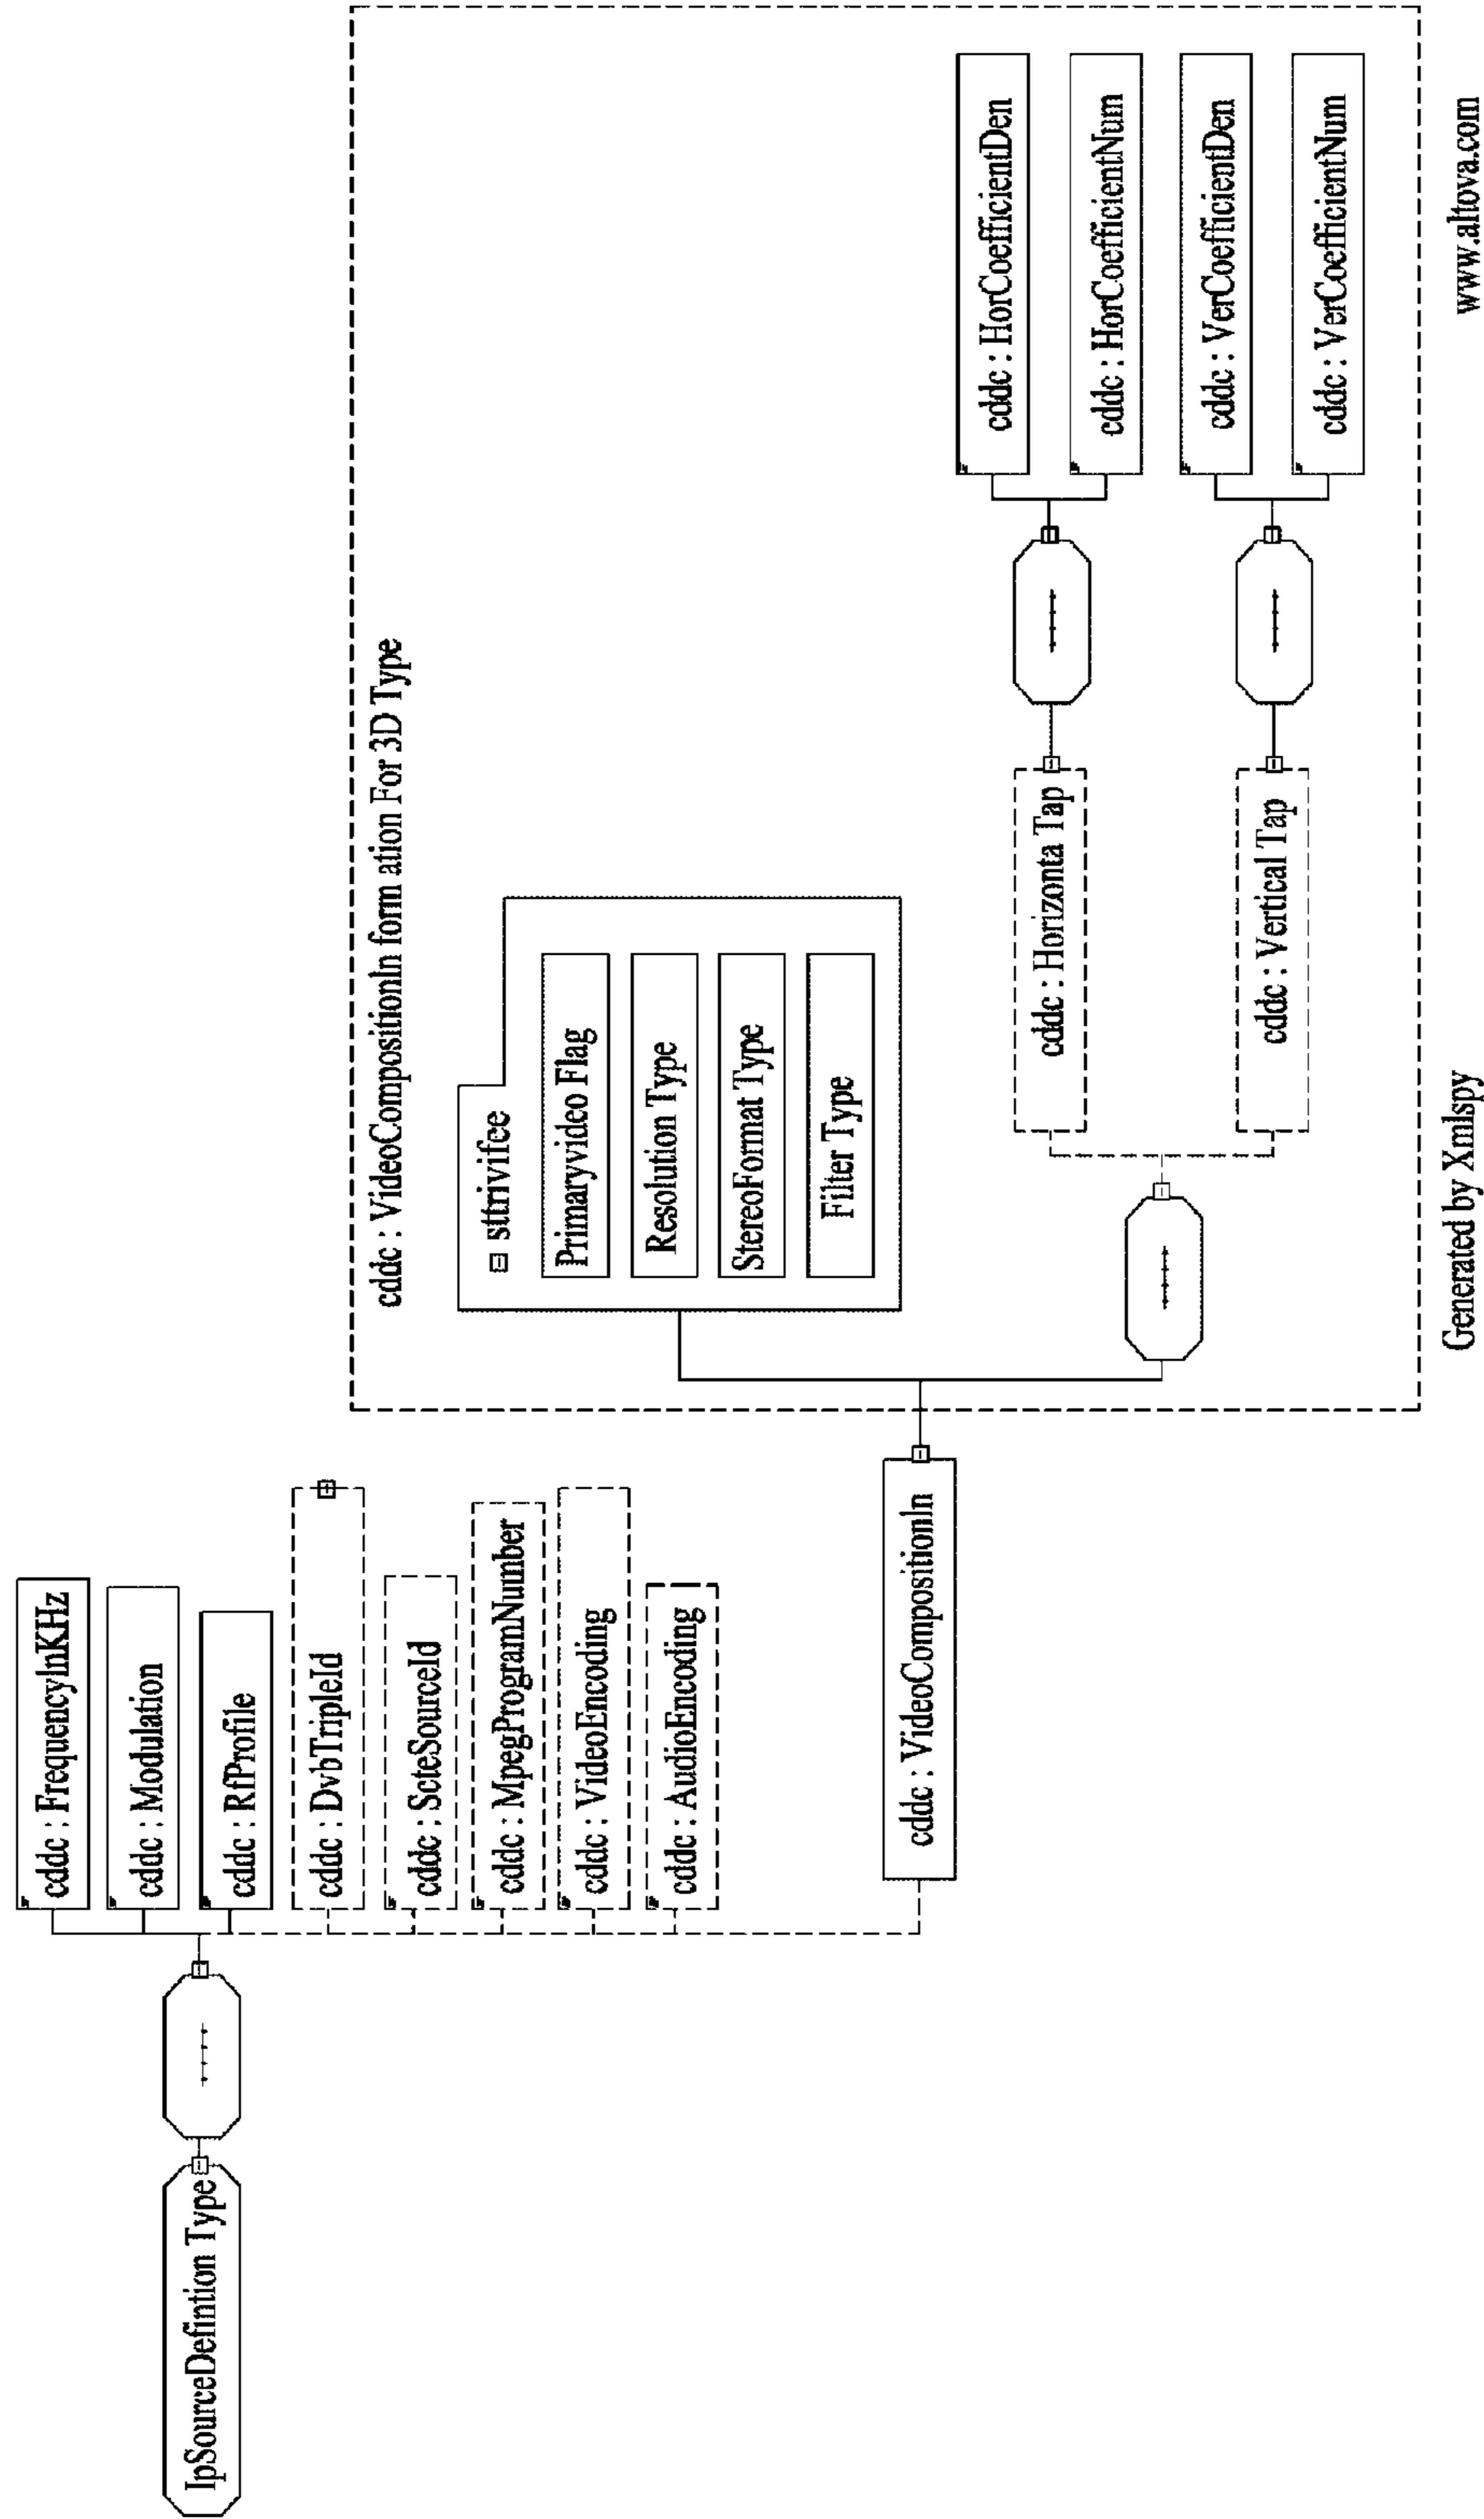 IpSourceDefintion Type
cddc : FrequencyInKHz
cddc : Modulation
cddc : RfProfile
cddc : DvbTripleId
cddc : ScteSourceId
cddc : MpegProgramNumber
cddc : VideoEncoding
cddc : AudioEncoding
cddc : VideoCompositionIn
cddc : VideoCompositionIn form ation For 3D Type
sttrivifce
Primaryvideo Flag
Resolution Type
StereoFormat Type
Filter Type
cddc : Horizonta Tap
cddc : HorCoefficientDen
cddc : HorCoefficientNum
cddc : Vertical Tap
cddc : VerCoefficientDen
cddc : VerCoefficientNum
Generated by Xmlspy
www.altova.com